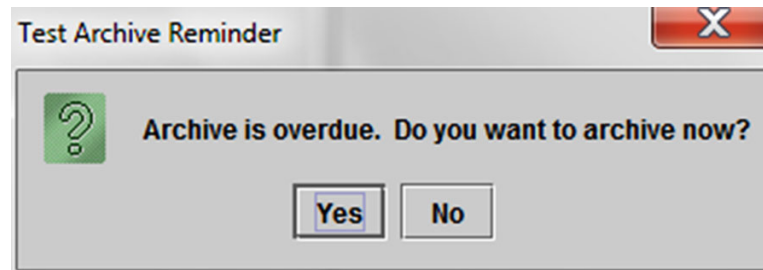 Test Archive Reminder
Archive is overdue.  Do you want to archive now?
Yes No